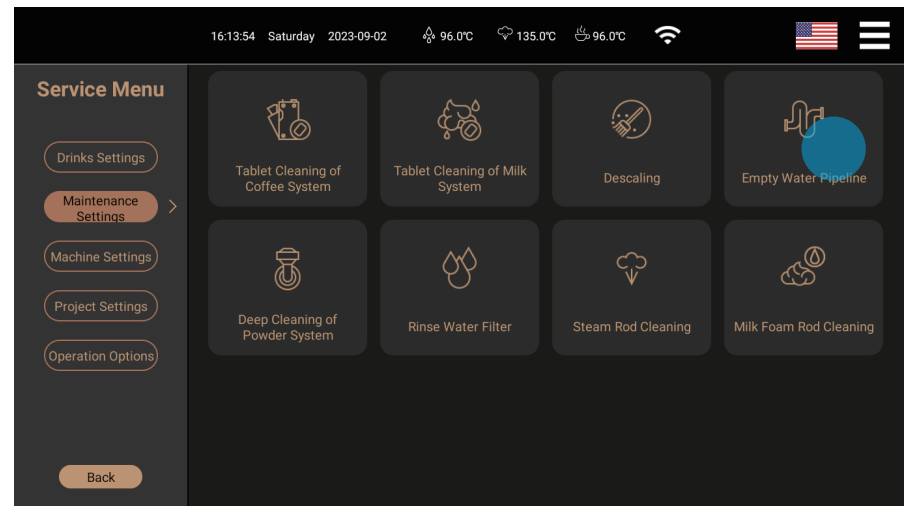 16:13:54 Saturday 2023-09-02 96.0℃ 135.0℃ 96.0℃
Service Menu
Drinks Settings
Maintenance
Settings
Machine Settings
Project Settings
Operation Options
Back
Tablet Cleaning of
Coffee System
Tablet Cleaning of Milk
System
Descaling
Empty Water Pipeline
Deep Cleaning of
Powder System
Rinse Water Filter
Steam Rod Cleaning
Milk Foam Rod Cleaning